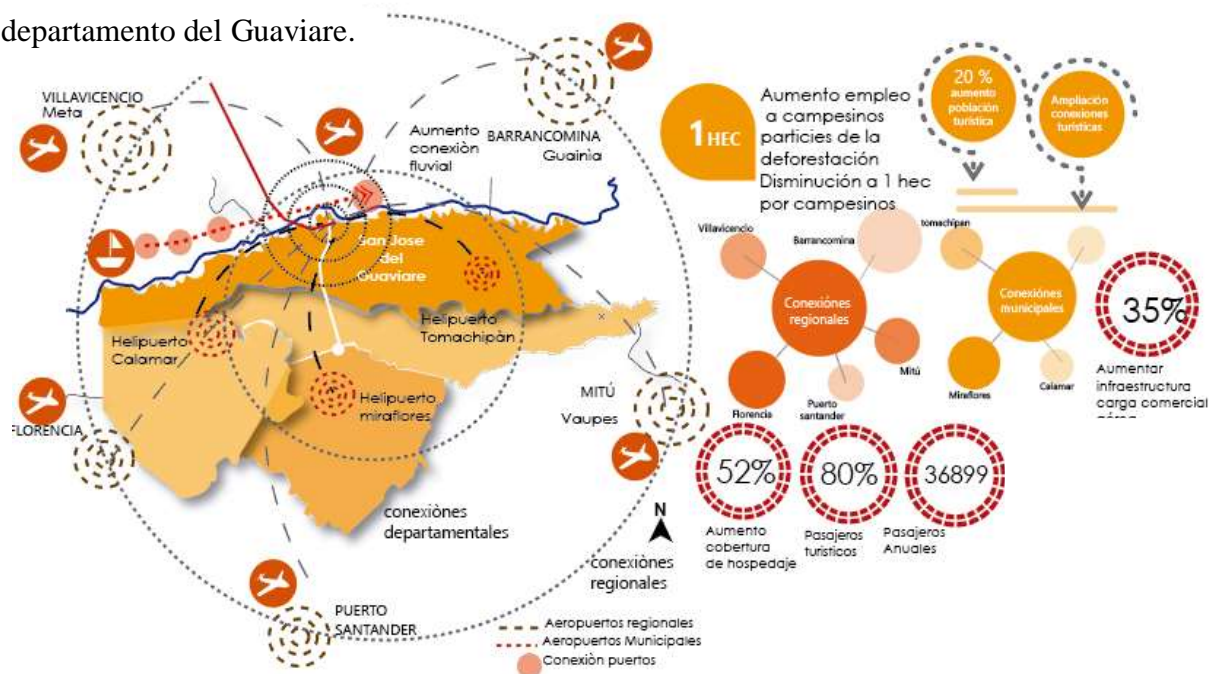 departamento del Guaviare.
VILLAVICENCIO
Meta
Aumento
conexiòn
fluvial
BARRANCOMINA
Guainìa
San Jose
del
Guaviare
Helipuerto
Calamar
Helipuerto
Tomachipàn
Helipuerto
miraflores
FLORENCIA
MITÚ
Vaupes
conexiònes
departamentales
N
conexiònes
regionales
PUERTO
SANTANDER
Aeropuertos regionales
Aeropuertos Municipales
Conexiòn puertos
1 HEC
Aumento empleo
a campesinos
particies de la
deforestación
Disminución a 1 hec
por campesinos
20 %
aumento
población
turística
Ampliación
conexiones
turísticas
Villavicencio
Barrancomina
Conexiònes
regionales
Mitú
Puerto
santander
Florencia
tomachipan
Conexiónes
municipales
Miraflores
Calamar
35%
Aumentar
infraestructura
carga comercial
52%
Aumento
cobertura
de hospedaje
80%
Pasajeros
turisticos
36899
Pasajeros
Anuales